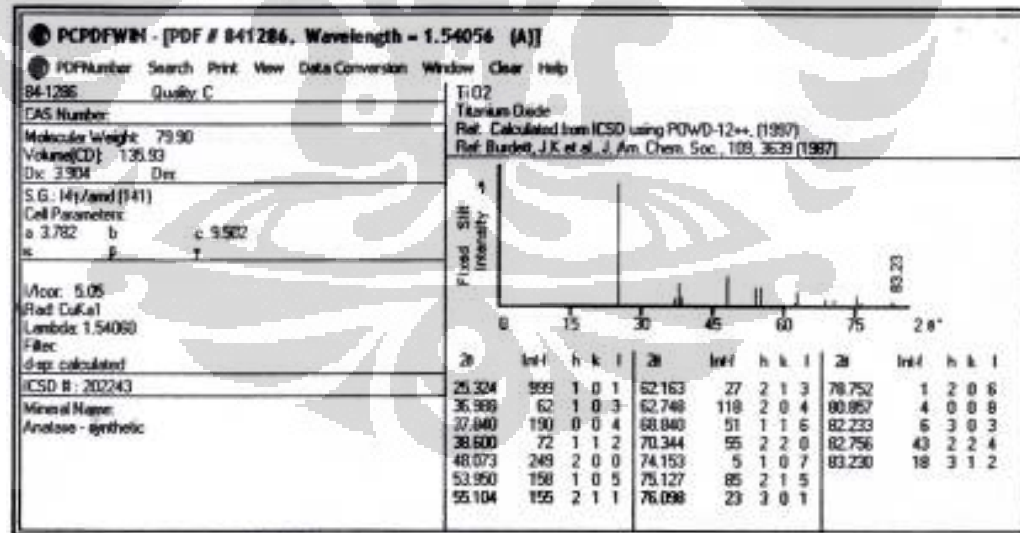 PCPDFWIN - [PDF # 841286, Wavelength = 1.54056 (A)]
PDFNumber Search Print View Data Conversion Window Clear Help
84-1286 Quality: C
CAS Number:
Molecular Weight: 79.90
Volume[CD]: 135.93
Dx: 3.904 Dm:
S.G.: I41/amd (141)
Cell Parameters:
a 3.782 b c 9.502
α β γ
I/Icor: 5.05
Rad: CuKa1
Lambda: 1.54060
Filter:
d-sp: calculated
ICSD #: 202243
Mineral Name:
Anatase - synthetic
TiO2
Titanium Oxide
Ref: Calculated from ICSD using POWD-12++, (1997)
Ref: Burdett, J.K et al., J. Am. Chem. Soc., 109, 3639 (1987)
Fixed Slit
Intensity
83.23
0 15 30 45 60 75 2θ°
2θ Int-f h k l 2θ Int-f h k l 2θ Int-f h k l
25.324 999 1 0 1 62.163 27 2 1 3 78.752 1 2 0 6
36.988 62 1 0 3 62.748 118 2 0 4 80.857 4 0 0 8
37.840 190 0 0 4 68.840 51 1 1 6 82.233 6 3 0 3
38.600 72 1 1 2 70.344 55 2 2 0 82.756 43 2 2 4
48.073 249 2 0 0 74.153 5 1 0 7 83.230 18 3 1 2
53.950 158 1 0 5 75.127 85 2 1 5
55.104 155 2 1 1 76.098 23 3 0 1